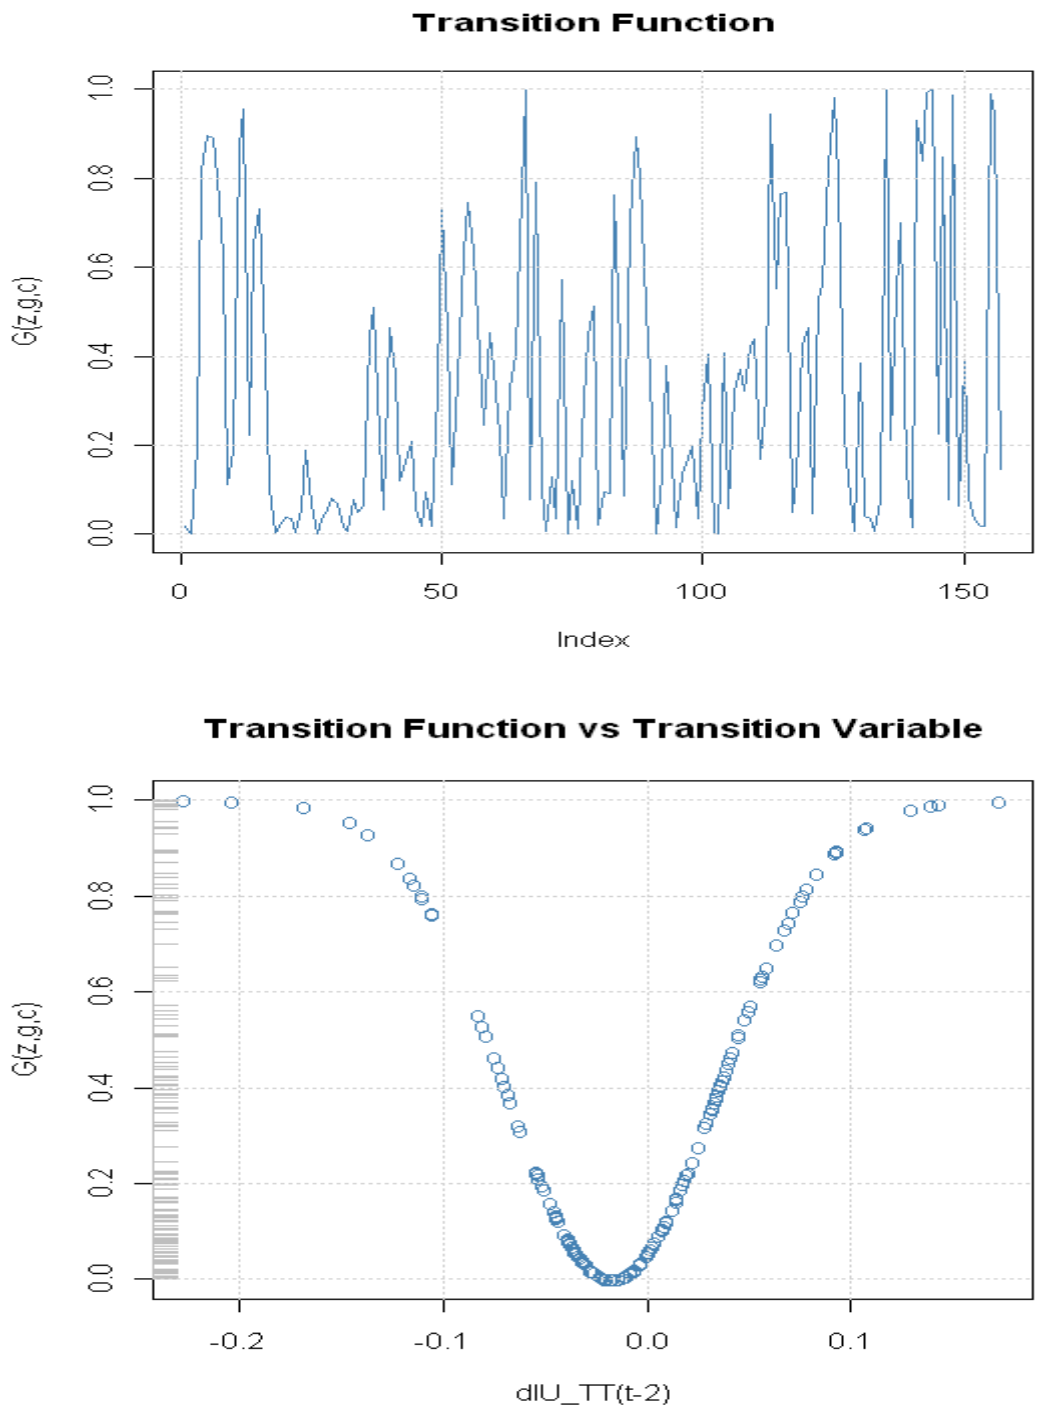 Transition Function
1.0
0.8
0.6
0.4
0.2
0.0
G(z,g,c)
0 50 100 150
Index
Transition Function vs Transition Variable
1.0
0.8
0.6
0.4
0.2
0.0
G(z,g,c)
-0.2 -0.1 0.0 0.1
dIU_TT(t-2)